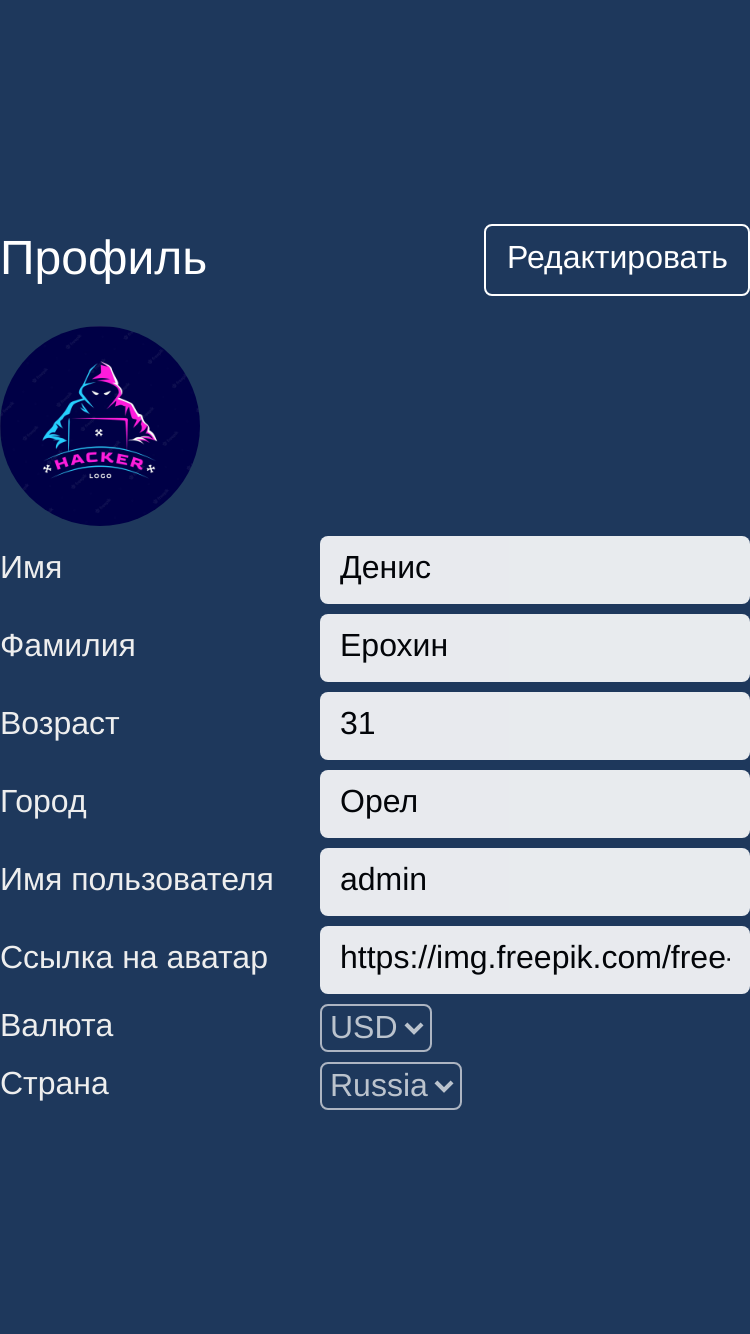 Профиль
Редактировать
HACKER
LOGO
Имя
Денис
Фамилия
Ерохин
Возраст
31
Город
Орел
Имя пользователя
admin
Ссылка на аватар
https://img.freepik.com/free-
Валюта
USD
Страна
Russia